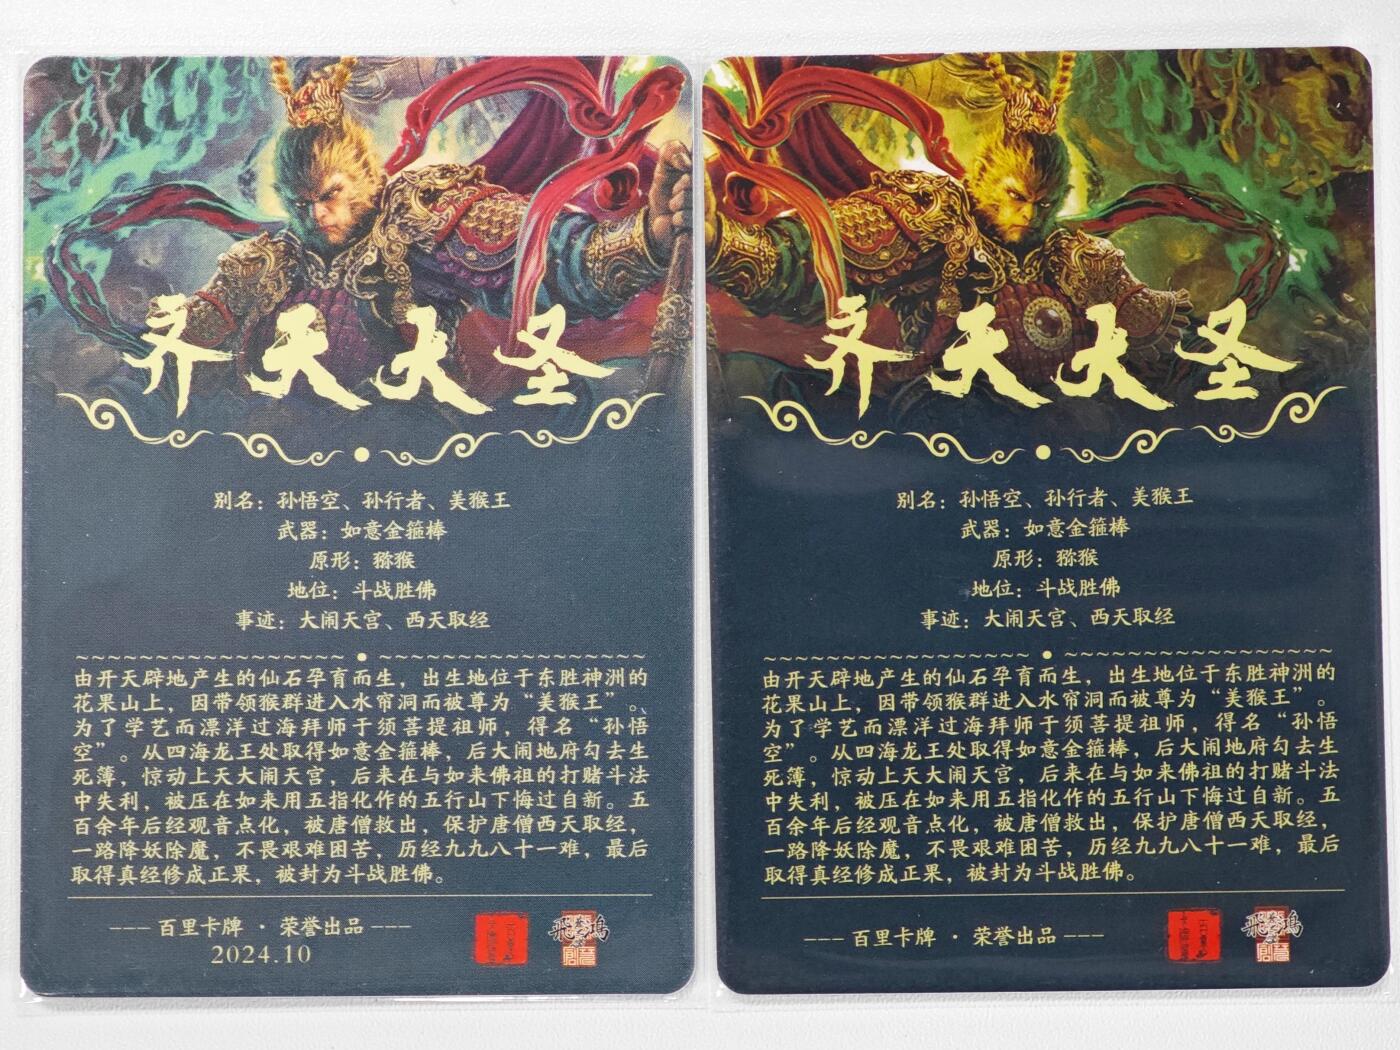 齐天大圣
别名：孙悟空、孙行者、美猴王
武器：如意金箍棒
原形：猕猴
地位：斗战胜佛
事迹：大闹天宫、西天取经
由开天辟地产生的仙石孕育而生，出生地位于东胜神洲的
花果山上，因带领猴群进入水帘洞而被尊为“美猴王”。
为了学艺而漂洋过海拜师于须菩提祖师，得名“孙悟
空”。从四海龙王处取得如意金箍棒，后大闹地府勾去生
死薄，惊动上天大闹天宫，后来在与如来佛祖的打赌斗法
中失利，被压在如来用五指化作的五行山下悔过自新。五
百余年后经观音点化，被唐僧救出，保护唐僧西天取经，
一路降妖除魔，不畏艰难困苦，历经九九八十一难，最后
取得真经修成正果，被封为斗战胜佛。
---百里卡牌 · 荣誉出品---
2024.10
齐天大圣
别名：孙悟空、孙行者、美猴王
武器：如意金箍棒
原形：猕猴
地位：斗战胜佛
事迹：大闹天宫、西天取经
由开天辟地产生的仙石孕育而生，出生地位于东胜神洲的
花果山上，因带领猴群进入水帘洞而被尊为“美猴王”。
为了学艺而漂洋过海拜师于须菩提祖师，得名“孙悟
空”。从四海龙王处取得如意金箍棒，后大闹地府勾去生
死薄，惊动上天大闹天宫，后来在与如来佛祖的打赌斗法
中失利，被压在如来用五指化作的五行山下悔过自新。五
百余年后经观音点化，被唐僧救出，保护唐僧西天取经，
一路降妖除魔，不畏艰难困苦，历经九九八十一难，最后
取得真经修成正果，被封为斗战胜佛。
---百里卡牌 · 荣誉出品---